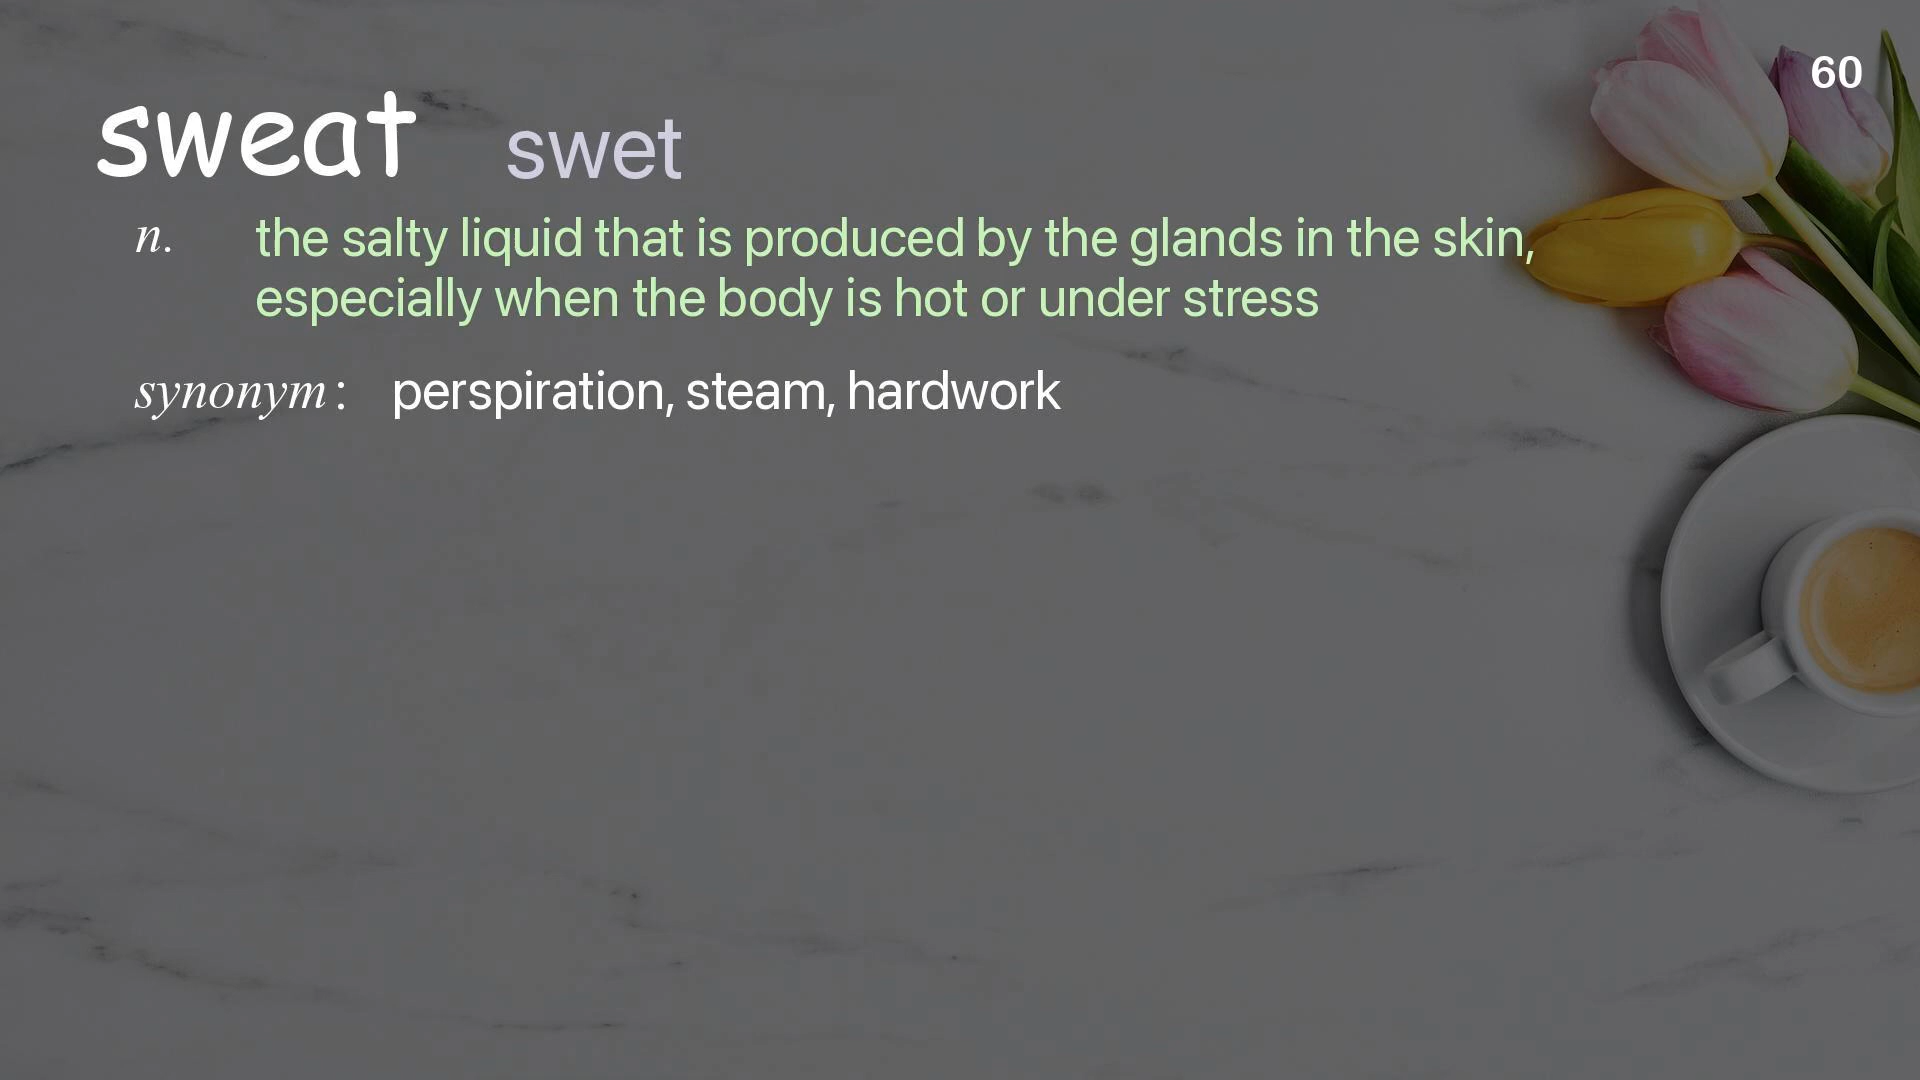 60
sweat swet
n. the salty liquid that is produced by the glands in the skin,
especially when the body is hot or under stress
synonym: perspiration, steam, hardwork